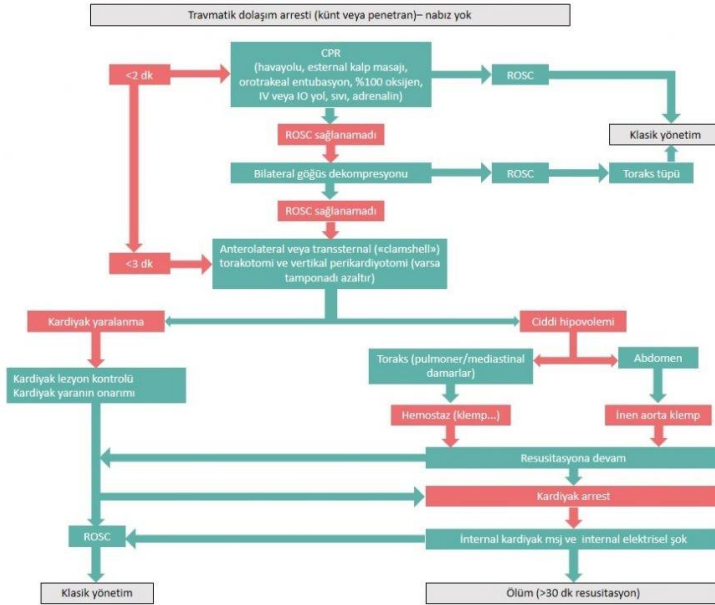 Travmatik dolaşım arresti (künt veya penetran)– nabız yok
<2 dk
CPR
(havayolu, esternal kalp masajı,
orotrakeal entubasyon, %100 oksijen,
IV veya IO yol, sıvı, adrenalin)
ROSC
Klasik yönetim
ROSC sağlanamadı
Bilateral göğüs dekompresyonu
ROSC
Toraks tüpü
ROSC sağlanamadı
<3 dk
Anterolateral veya transsternal («clamshell»)
torakotomi ve vertikal perikardiyotomi (varsa
tamponadı azaltır)
Kardiyak yaralanma
Ciddi hipovolemi
Kardiyak lezyon kontrolü
Kardiyak yaranın onarımı
Toraks (pulmoner/mediastinal
damarlar)
Abdomen
Hemostaz (klemp...)
İnen aorta klemp
Resusitasyona devam
Kardiyak arrest
ROSC
İnternal kardiyak msj ve internal elektrisel şok
Klasik yönetim
Ölüm (>30 dk resusitasyon)